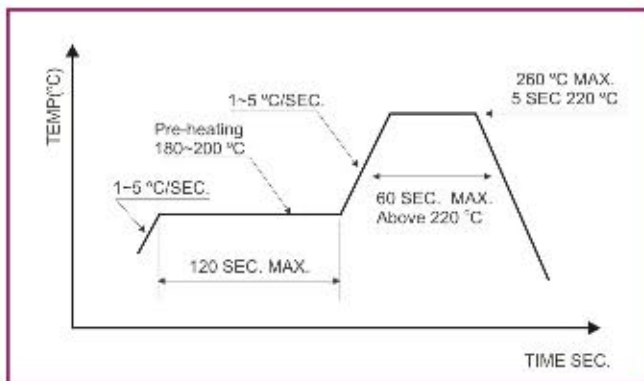 TEMP(°C)
1~5 °C/SEC.
Pre-heating
180~200 °C
1~5 °C/SEC.
120 SEC. MAX.
260 °C MAX.
5 SEC 220 °C
60 SEC. MAX.
Above 220 °C
TIME SEC.